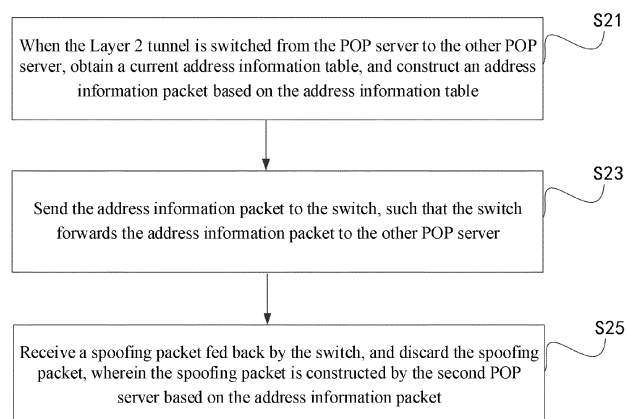 S21
When the Layer 2 tunnel is switched from the POP server to the other POP
server, obtain a current address information table, and construct an address
information packet based on the address information table
S23
Send the address information packet to the switch, such that the switch
forwards the address information packet to the other POP server
S25
Receive a spoofing packet fed back by the switch, and discard the spoofing
packet, wherein the spoofing packet is constructed by the second POP
server based on the address information packet